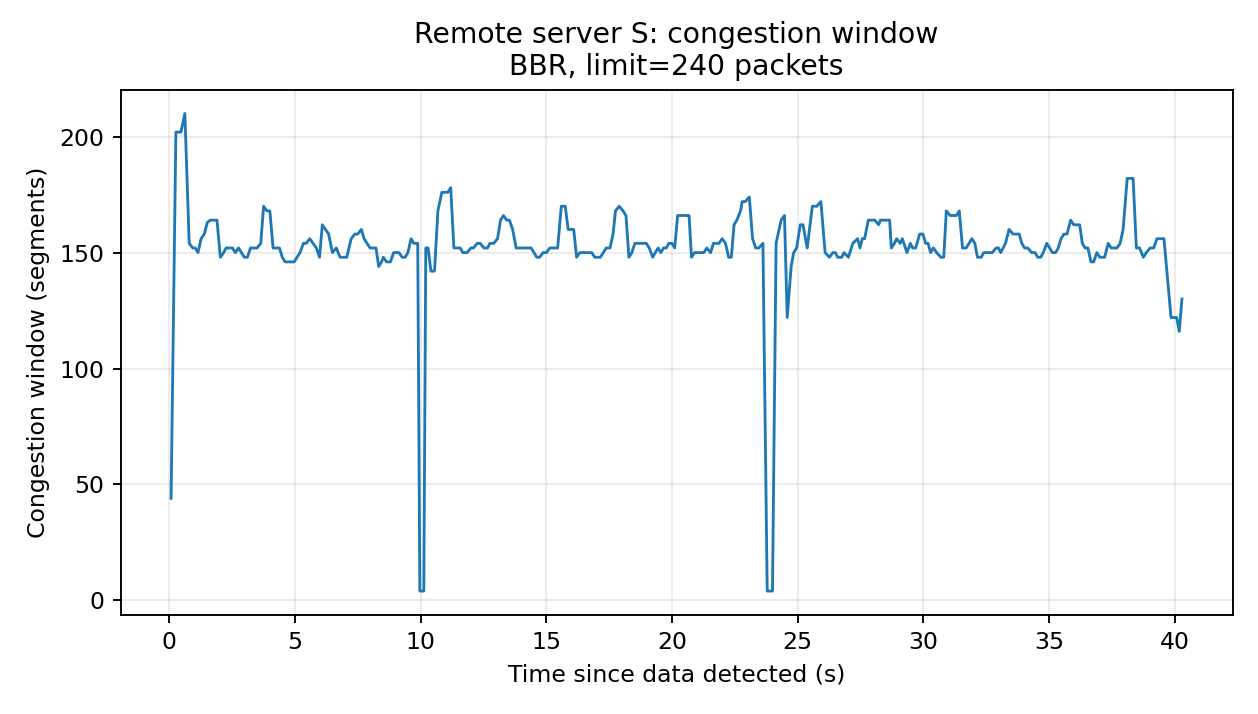 Remote server S: congestion window
BBR, limit=240 packets
Congestion window (segments)
200
150
100
50
0
0 5 10 15 20 25 30 35 40
Time since data detected (s)